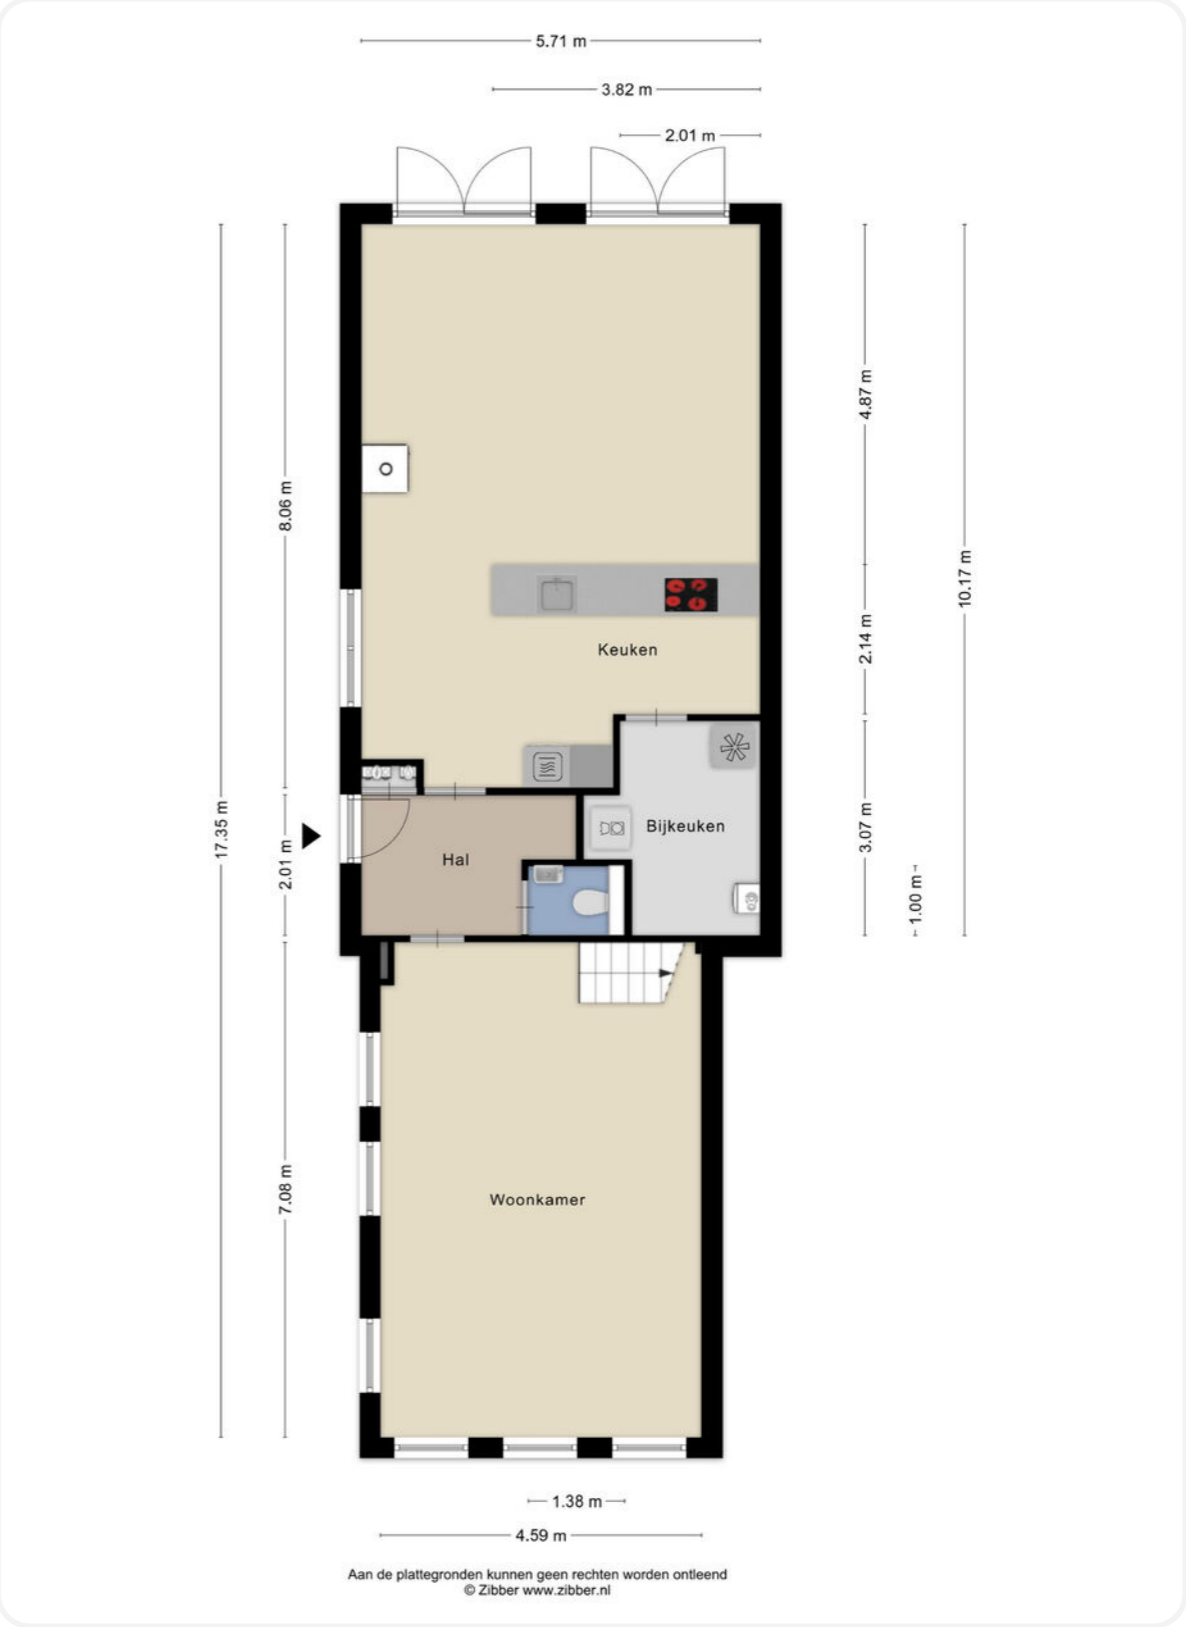 5.71 m
3.82 m
2.01 m
4.87 m
8.06 m
10.17 m
2.14 m
Keuken
17.35 m
3.07 m
Bijkeuken
2.01 m
Hal
1.00 m
7.08 m
Woonkamer
1.38 m
4.59 m
Aan de plattegronden kunnen geen rechten worden ontleend
© Zibber www.zibber.nl